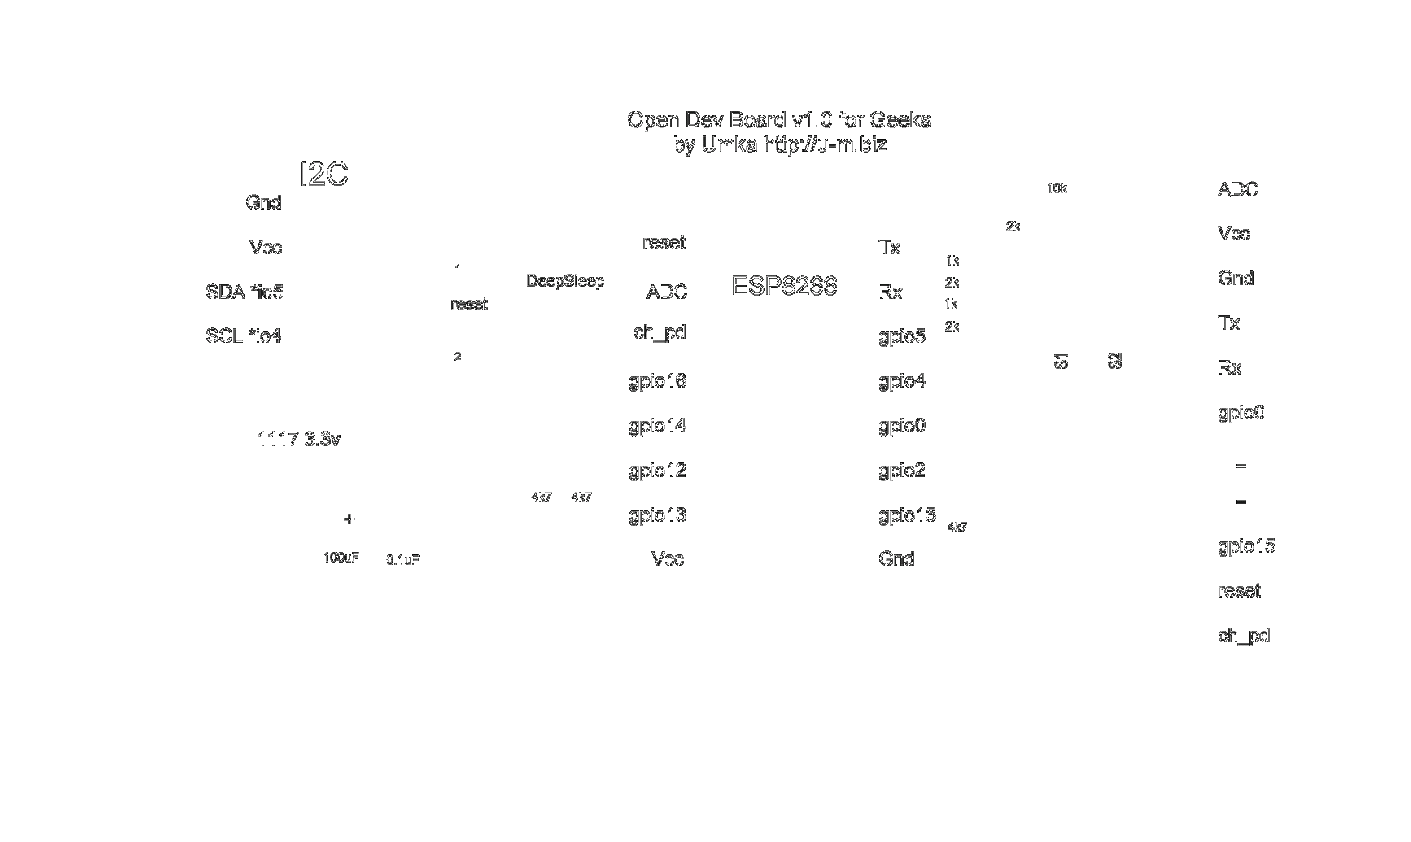 Open Dev Board v1.0 for Geeks
by Umka http://u-m.biz
I2C
Gnd
Vcc
SDA *io5
SCL *io4
1117 3.3v
+
100uF
0.1uF
1
reset
2
DeepSleep
4k7
4k7
reset
ADC
ch_pd
gpio16
gpio14
gpio12
gpio13
Vcc
ESP8266
Tx
Rx
gpio5
gpio4
gpio0
gpio2
gpio15
Gnd
1k
2k
1k
2k
4k7
2k
10k
S1
S2
ADC
Vcc
Gnd
Tx
Rx
gpio0
=
-
gpio15
reset
ch_pd